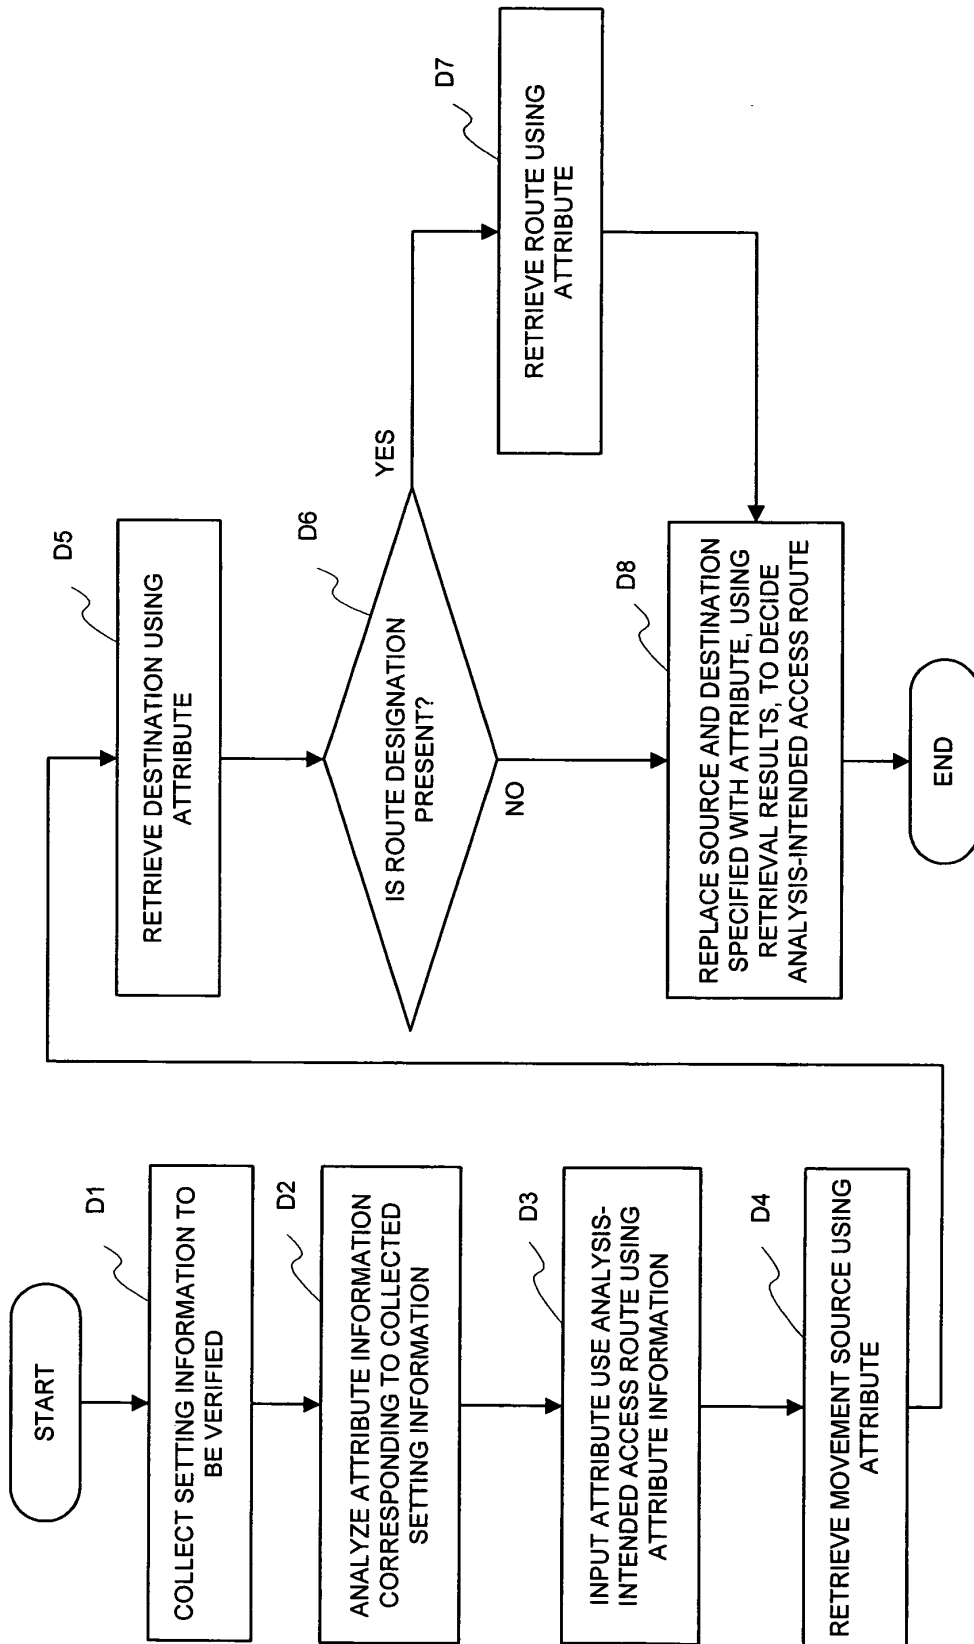 START
D1
COLLECT SETTING INFORMATION TO
BE VERIFIED
D2
ANALYZE ATTRIBUTE INFORMATION
CORRESPONDING TO COLLECTED
SETTING INFORMATION
D3
INPUT ATTRIBUTE USE ANALYSIS-
INTENDED ACCESS ROUTE USING
ATTRIBUTE INFORMATION
D4
RETRIEVE MOVEMENT SOURCE USING
ATTRIBUTE
D5
RETRIEVE DESTINATION USING
ATTRIBUTE
D6
IS ROUTE DESIGNATION
PRESENT?
YES
NO
D7
RETRIEVE ROUTE USING
ATTRIBUTE
D8
REPLACE SOURCE AND DESTINATION
SPECIFIED WITH ATTRIBUTE, USING
RETRIEVAL RESULTS, TO DECIDE
ANALYSIS-INTENDED ACCESS ROUTE
END